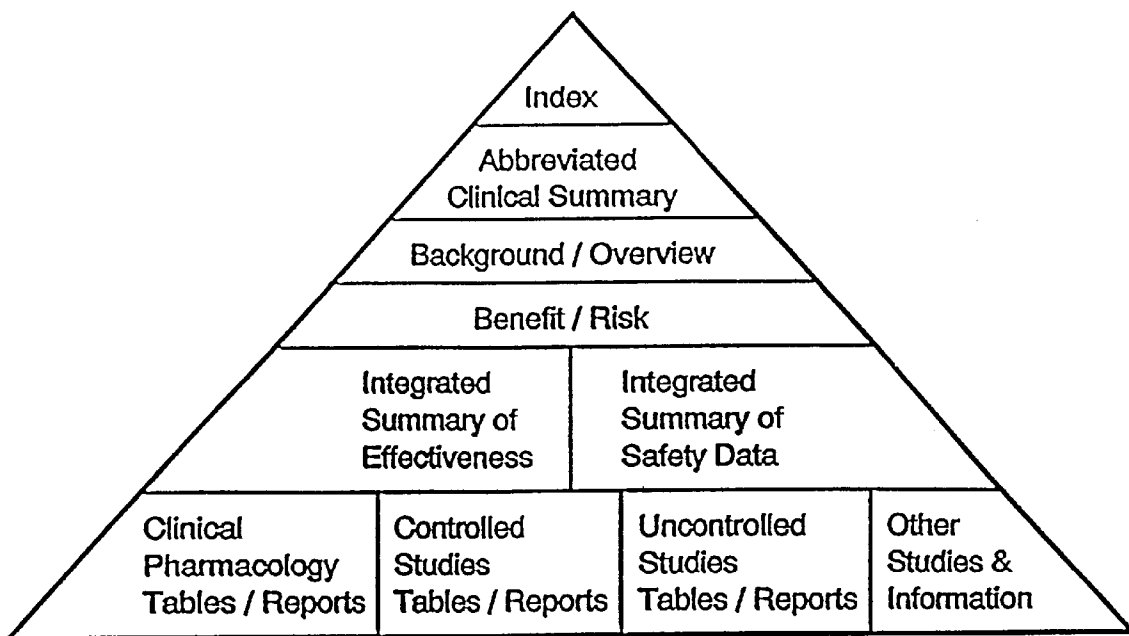 Index
Abbreviated
Clinical Summary
Background / Overview
Benefit / Risk
Integrated
Summary of
Effectiveness
Integrated
Summary of
Safety Data
Clinical
Pharmacology
Tables / Reports
Controlled
Studies
Tables / Reports
Uncontrolled
Studies
Tables / Reports
Other
Studies &
Information